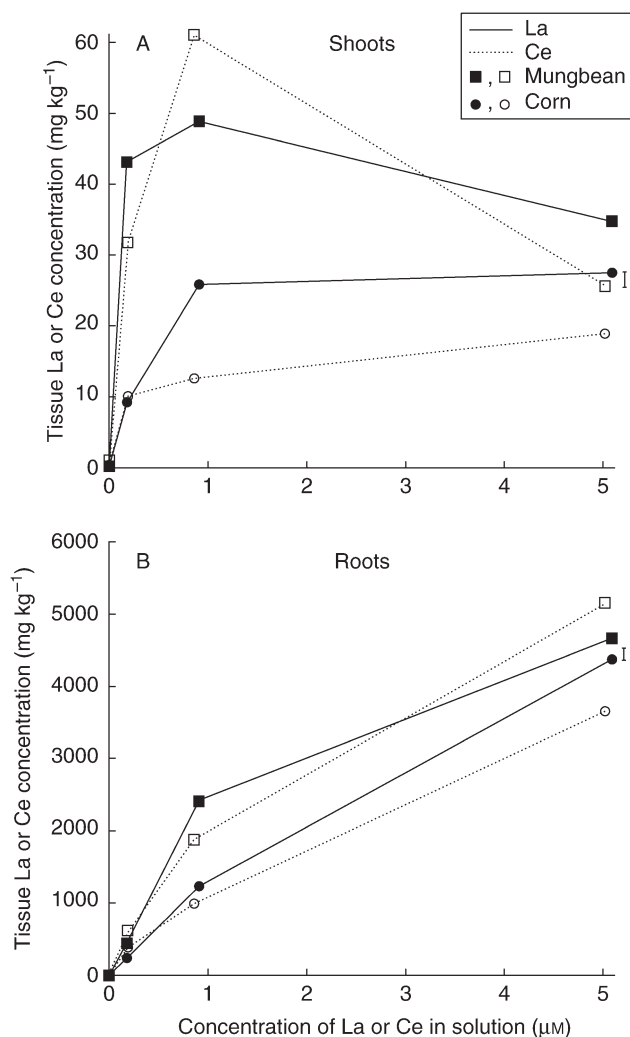 A
Shoots
La
Ce
■ , □ Mungbean
● , ○ Corn
Tissue La or Ce concentration (mg kg⁻¹)
60
50
40
30
20
10
0
0 1 2 3 4 5
B
Roots
Tissue La or Ce concentration (mg kg⁻¹)
6000
5000
4000
3000
2000
1000
0
0 1 2 3 4 5
Concentration of La or Ce in solution (μM)